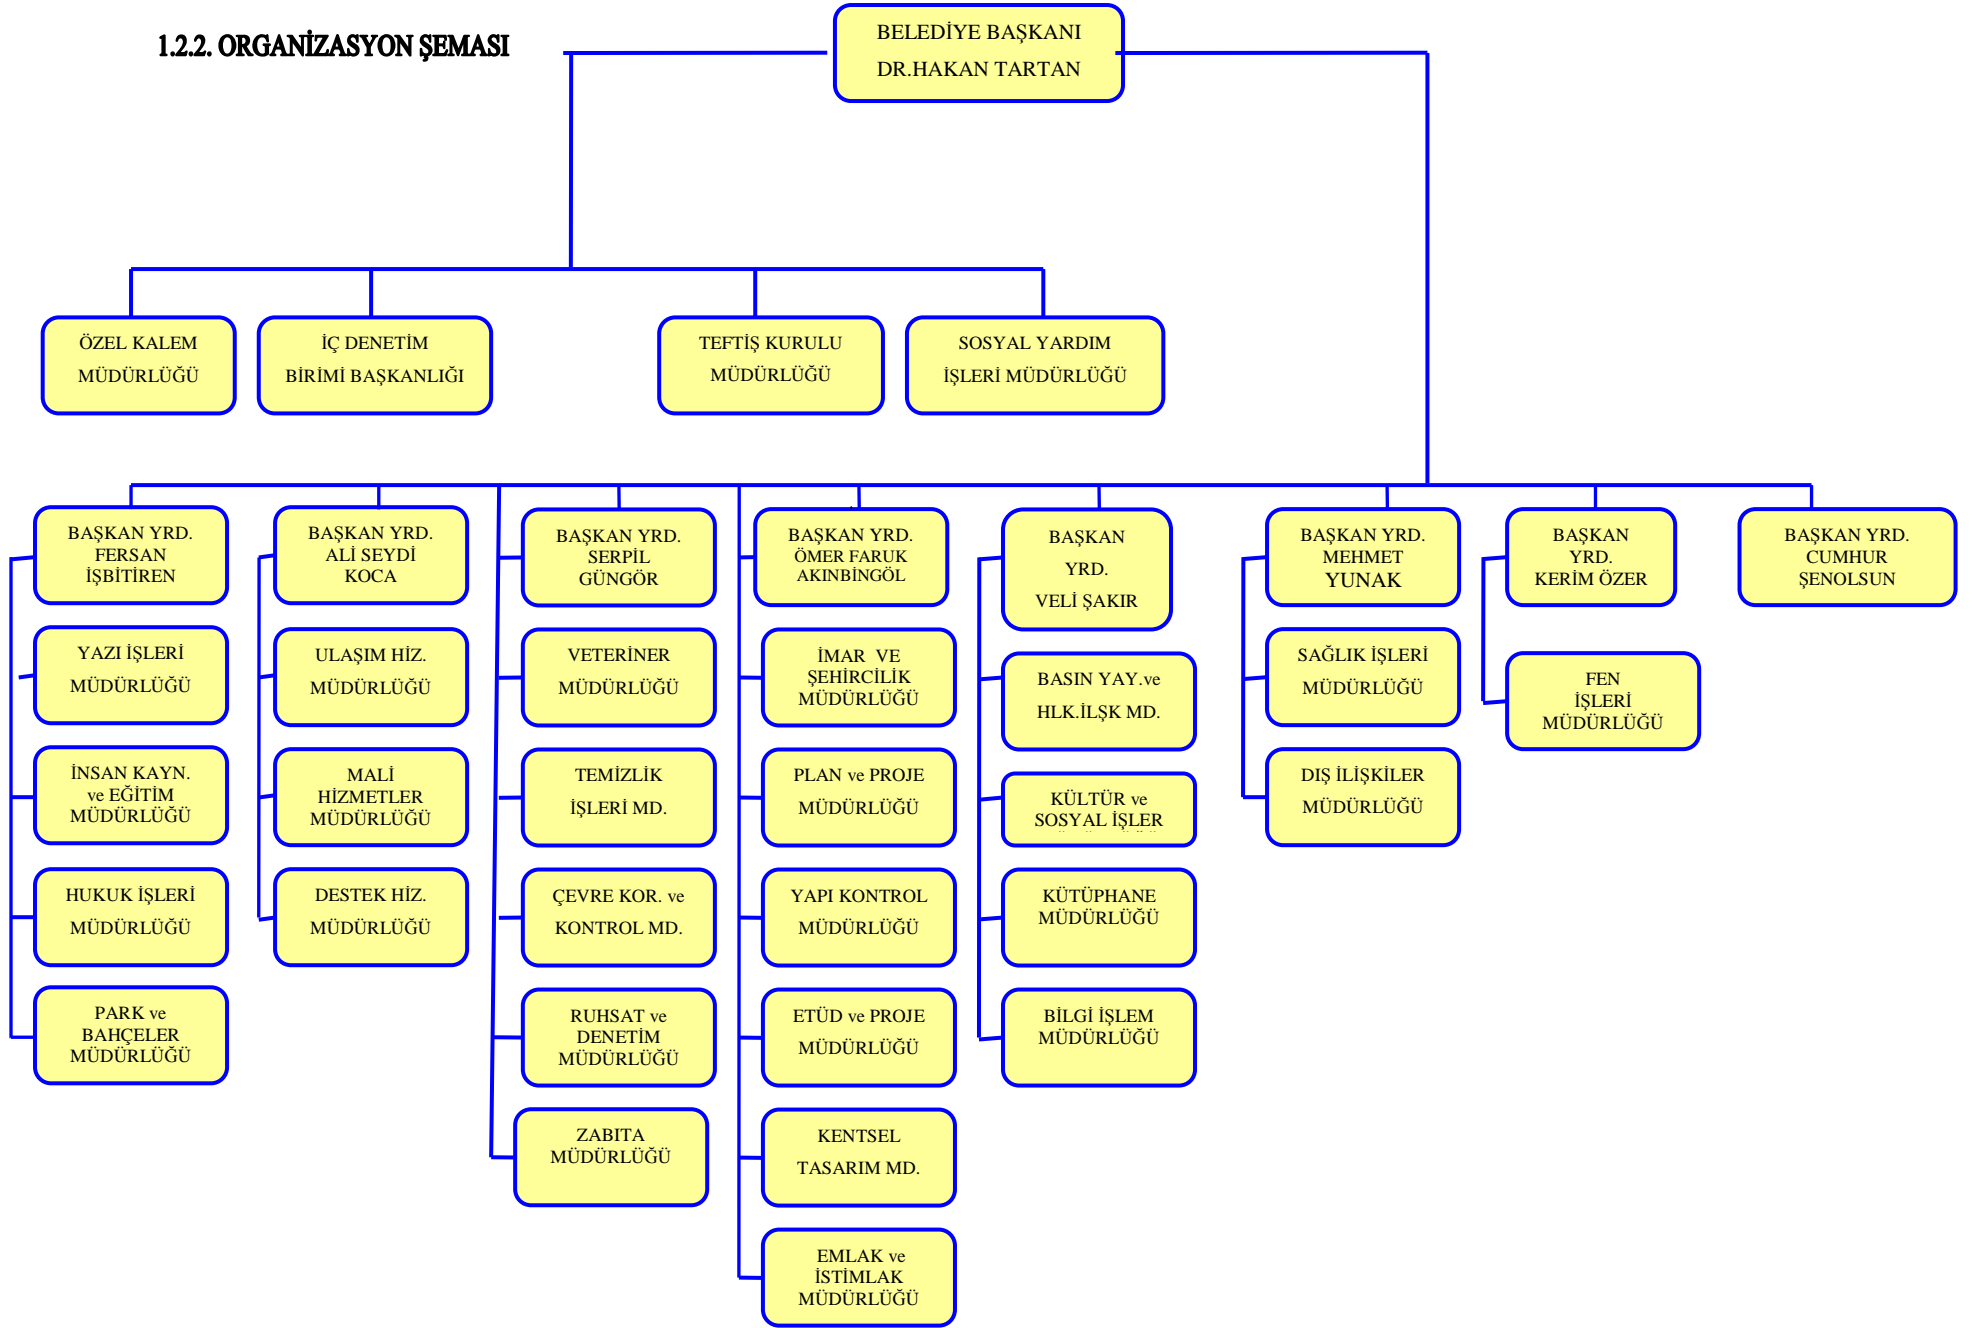 1.2.2. ORGANİZASYON ŞEMASI
BELEDİYE BAŞKANI
DR.HAKAN TARTAN
ÖZEL KALEM
MÜDÜRLÜĞÜ
İÇ DENETİM
BİRİMİ BAŞKANLIĞI
TEFTİŞ KURULU
MÜDÜRLÜĞÜ
SOSYAL YARDIM
İŞLERİ MÜDÜRLÜĞÜ
BAŞKAN YRD.
FERSAN
İŞBİTİREN
YAZI İŞLERİ
MÜDÜRLÜĞÜ
İNSAN KAYN.
ve EĞİTİM
MÜDÜRLÜĞÜ
HUKUK İŞLERİ
MÜDÜRLÜĞÜ
PARK ve
BAHÇELER
MÜDÜRLÜĞÜ
BAŞKAN YRD.
ALİ SEYDİ
KOCA
ULAŞIM HİZ.
MÜDÜRLÜĞÜ
MALİ
HİZMETLER
MÜDÜRLÜĞÜ
DESTEK HİZ.
MÜDÜRLÜĞÜ
BAŞKAN YRD.
SERPİL
GÜNGÖR
VETERİNER
MÜDÜRLÜĞÜ
TEMİZLİK
İŞLERİ MD.
ÇEVRE KOR. ve
KONTROL MD.
RUHSAT ve
DENETİM
MÜDÜRLÜĞÜ
ZABITA
MÜDÜRLÜĞÜ
BAŞKAN YRD.
ÖMER FARUK
AKINBİNGÖL
İMAR VE
ŞEHİRCİLİK
MÜDÜRLÜĞÜ
PLAN ve PROJE
MÜDÜRLÜĞÜ
YAPI KONTROL
MÜDÜRLÜĞÜ
ETÜD ve PROJE
MÜDÜRLÜĞÜ
KENTSEL
TASARIM MD.
EMLAK ve
İSTİMLAK
MÜDÜRLÜĞÜ
BAŞKAN
YRD.
VELİ ŞAKIR
BASIN YAY.ve
HLK.İLŞK MD.
KÜLTÜR ve
SOSYAL İŞLER
KÜTÜPHANE
MÜDÜRLÜĞÜ
BİLGİ İŞLEM
MÜDÜRLÜĞÜ
BAŞKAN YRD.
MEHMET
YUNAK
SAĞLIK İŞLERİ
MÜDÜRLÜĞÜ
DIŞ İLİŞKİLER
MÜDÜRLÜĞÜ
BAŞKAN
YRD.
KERİM ÖZER
FEN
İŞLERİ
MÜDÜRLÜĞÜ
BAŞKAN YRD.
CUMHUR
ŞENOLSUN